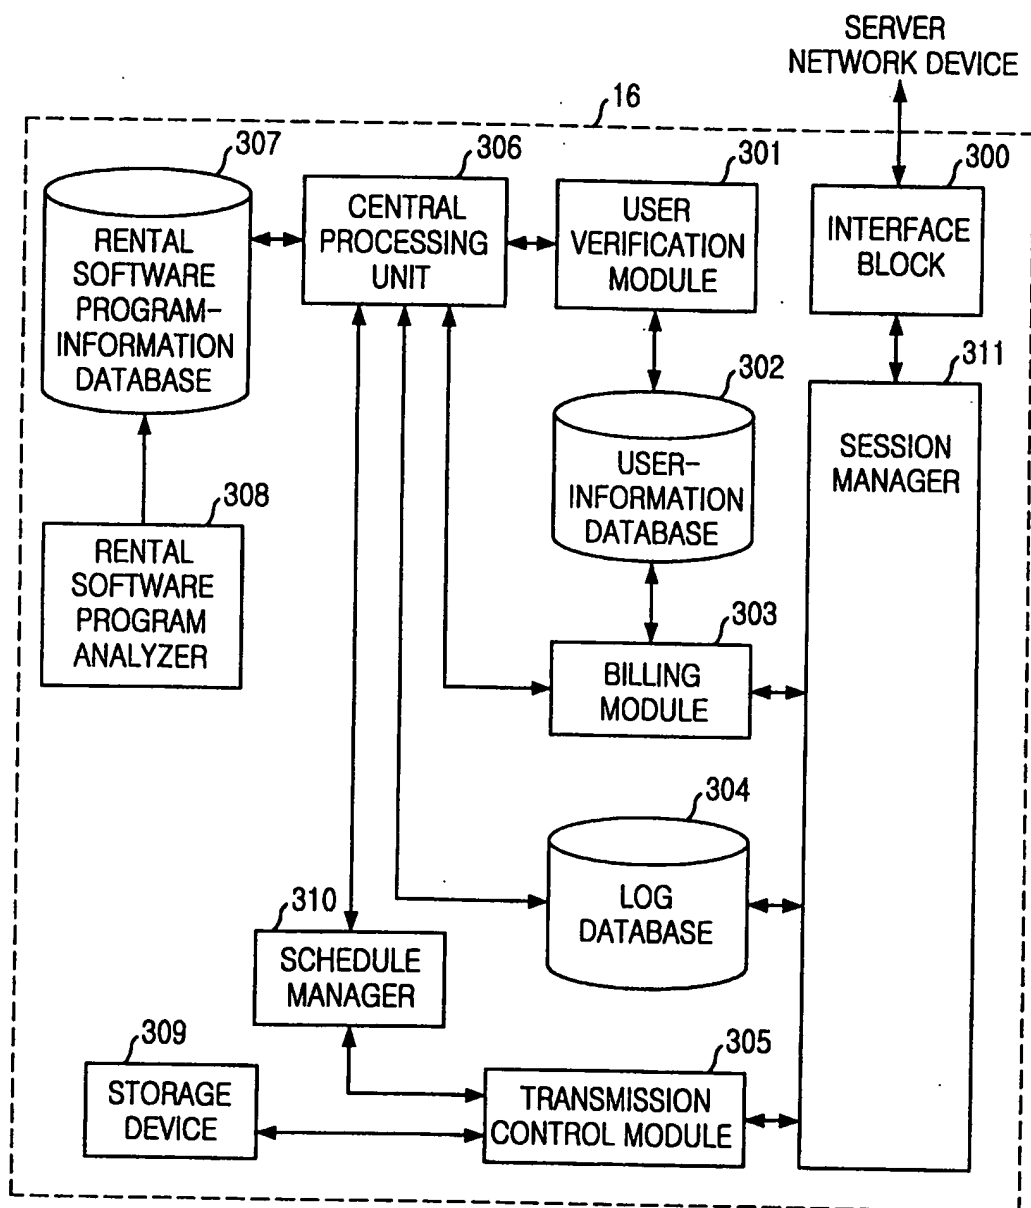 SERVER
NETWORK DEVICE
16
307
306
301
300
RENTAL
SOFTWARE
PROGRAM-
INFORMATION
DATABASE
CENTRAL
PROCESSING
UNIT
USER
VERIFICATION
MODULE
INTERFACE
BLOCK
311
302
SESSION
MANAGER
USER-
INFORMATION
DATABASE
308
RENTAL
SOFTWARE
PROGRAM
ANALYZER
303
BILLING
MODULE
304
LOG
DATABASE
310
SCHEDULE
MANAGER
309
STORAGE
DEVICE
305
TRANSMISSION
CONTROL MODULE